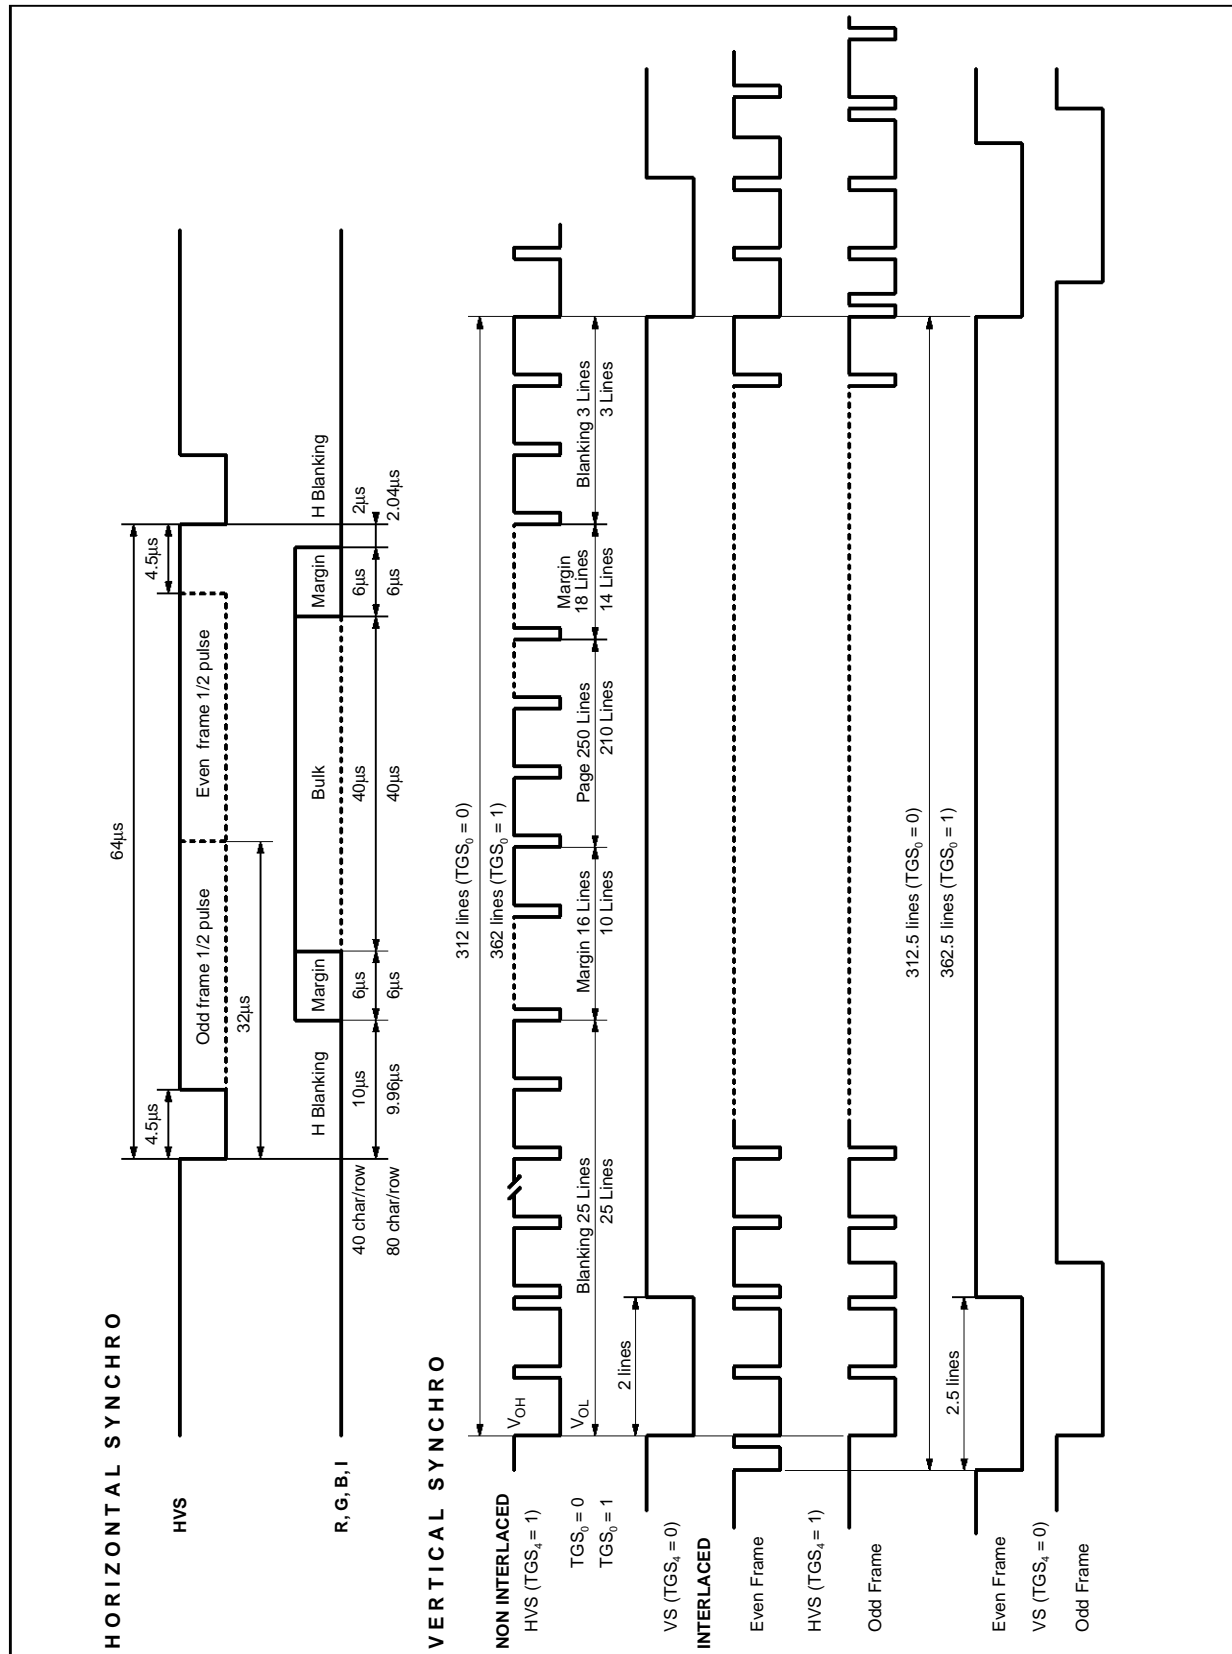 HORIZONTAL SYNCHRO
64µs
4.5µs
4.5µs
HVS
Odd frame 1/2 pulse
Even frame 1/2 pulse
32µs
R, G, B, I
H Blanking
Margin
Bulk
Margin
H Blanking
40 char/row
10µs
6µs
40µs
6µs
2µs
80 char/row
9.96µs
6µs
40µs
6µs
2.04µs
VERTICAL SYNCHRO
312 lines (TGS0 = 0)
362 lines (TGS0 = 1)
NON INTERLACED
HVS (TGS4 = 1)
VOH
VOL
TGS0 = 0
Blanking 25 Lines
Margin 16 Lines
Page 250 Lines
Margin
18 Lines
Blanking 3 Lines
TGS0 = 1
25 Lines
10 Lines
210 Lines
14 Lines
3 Lines
2 lines
VS (TGS4 = 0)
INTERLACED
Even Frame
HVS (TGS4 = 1)
Odd Frame
312.5 lines (TGS0 = 0)
362.5 lines (TGS0 = 1)
2.5 lines
Even Frame
VS (TGS4 = 0)
Odd Frame